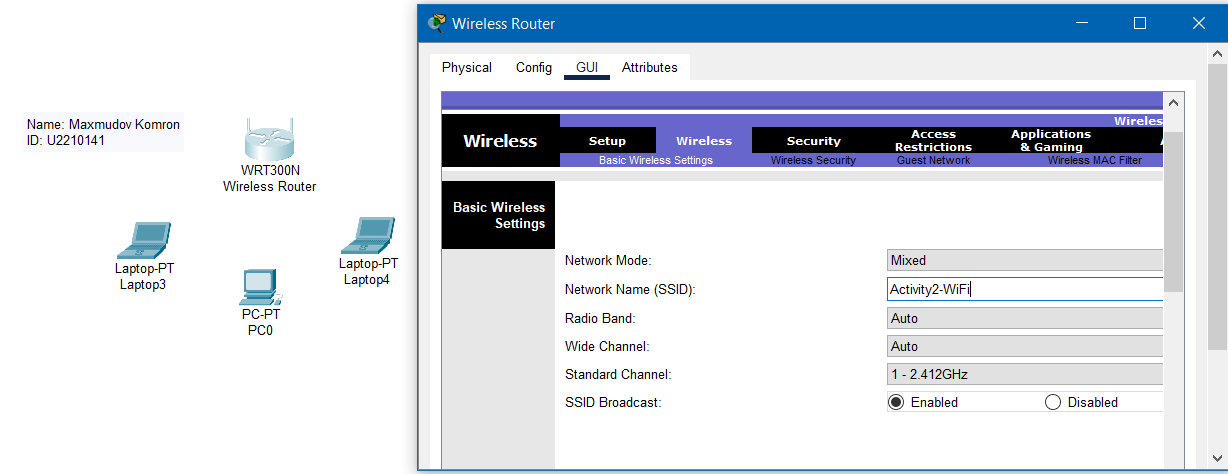 Wireless Router
Physical Config GUI Attributes
Name: Maxmudov Komron
ID: U2210141
WRT300N
Wireless Router
Laptop-PT
Laptop3
Laptop-PT
Laptop4
PC-PT
PC0
Wireless
Setup Wireless Security Access Restrictions Applications & Gaming
Basic Wireless Settings Wireless Security Guest Network Wireless MAC Filter
Basic Wireless
Settings
Network Mode: Mixed
Network Name (SSID): Activity2-WiFi
Radio Band: Auto
Wide Channel: Auto
Standard Channel: 1 - 2.412GHz
SSID Broadcast: Enabled Disabled